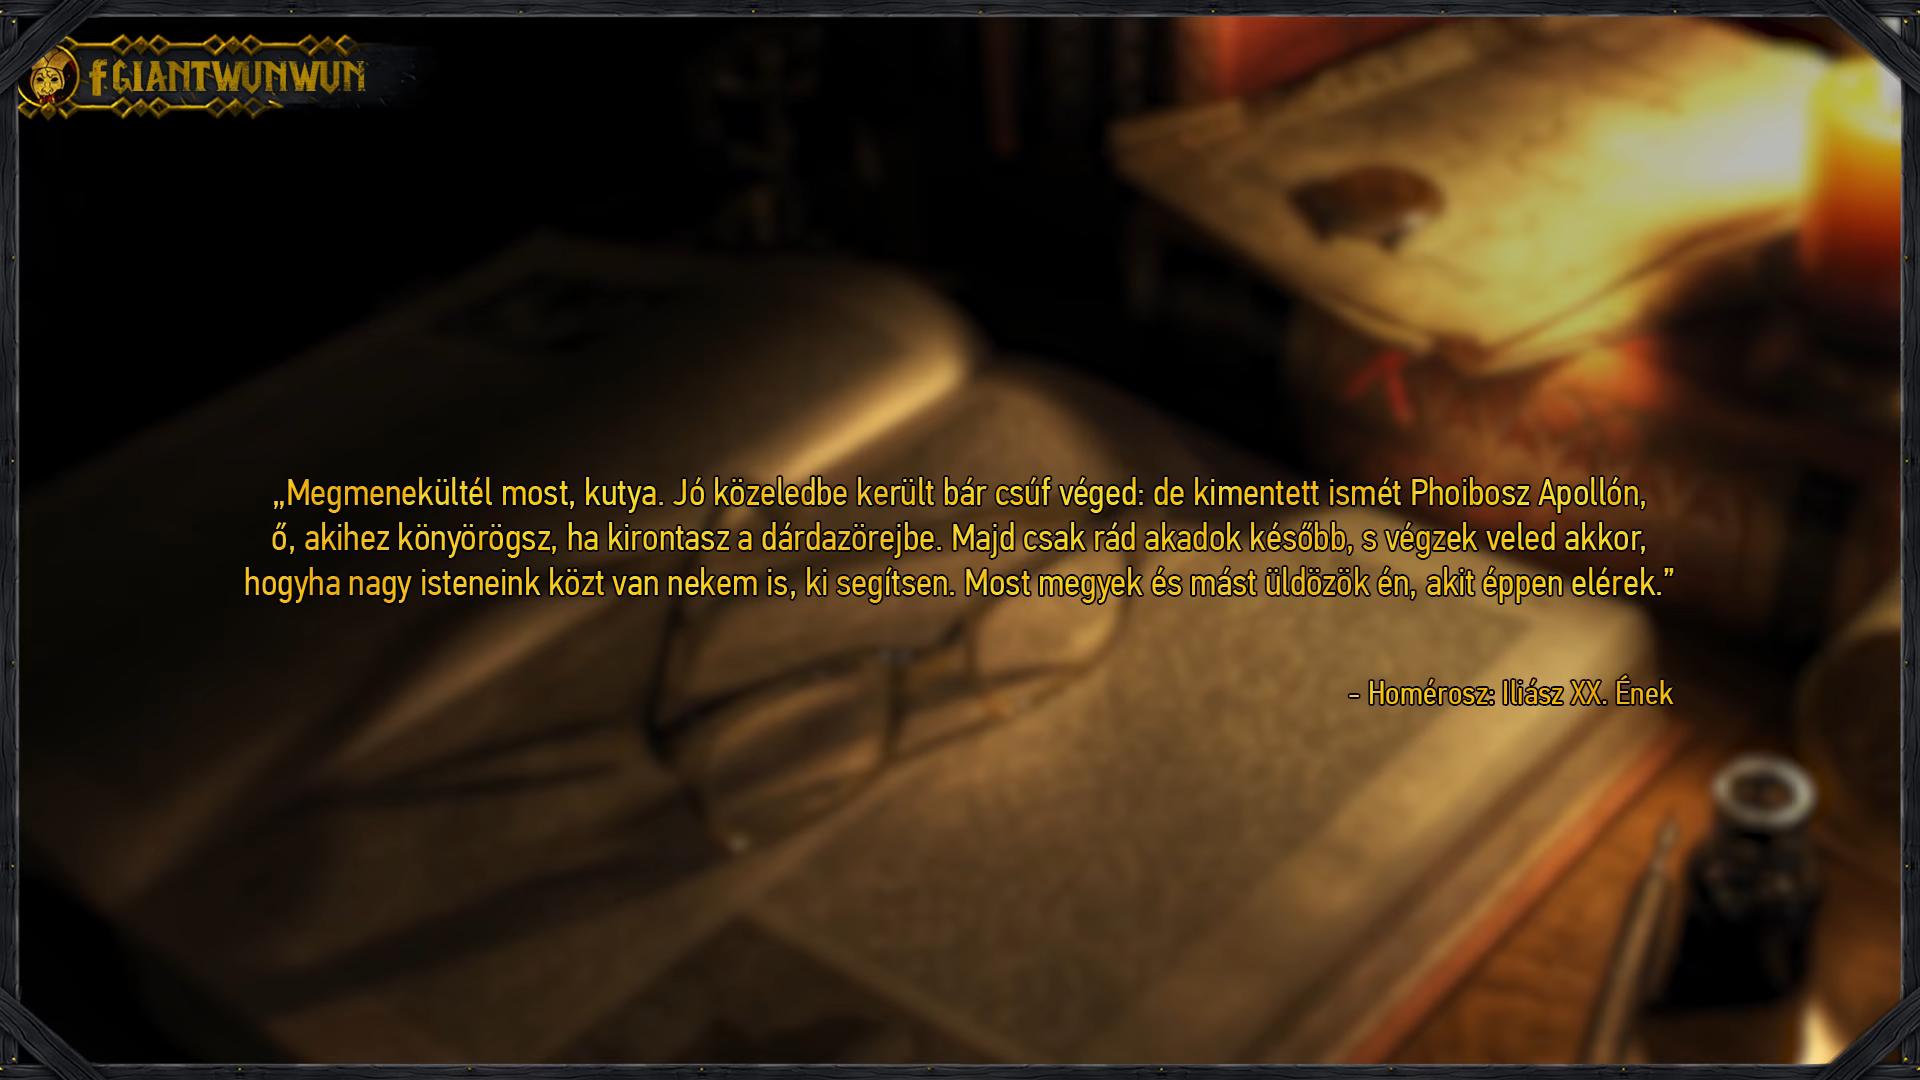 fGIANTWUNWUN
„Megmenekültél most, kutya. Jó közeledbe került bár csúf véged: de kimentett ismét Phoibosz Apollón,
ő, akihez könyörögsz, ha kirontasz a dárdazörejbe. Majd csak rád akadok később, s végzek veled akkor,
hogyha nagy isteneink közt van nekem is, ki segítsen. Most megyek és mást üldözök én, akit éppen elérek.”
- Homérosz: Iliász XX. Ének